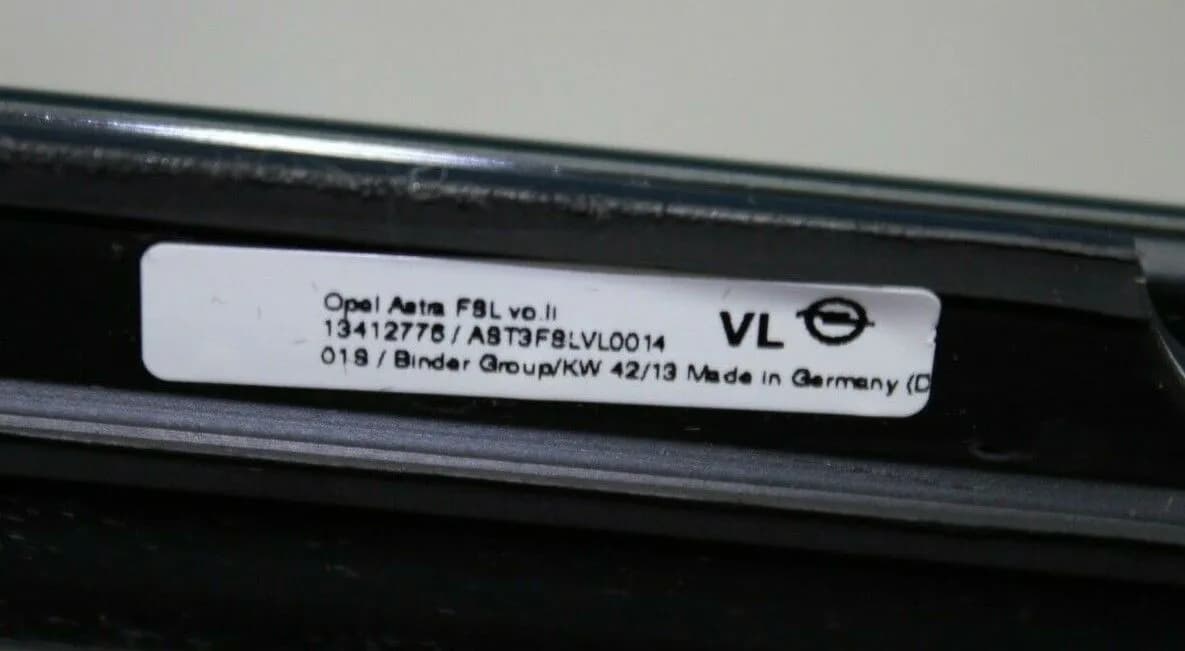 Opel Astra FSL vo.li
13412776 / AST3FSLVL0014
01S / Binder Group/KW 42/13 Made in Germany (D
VL